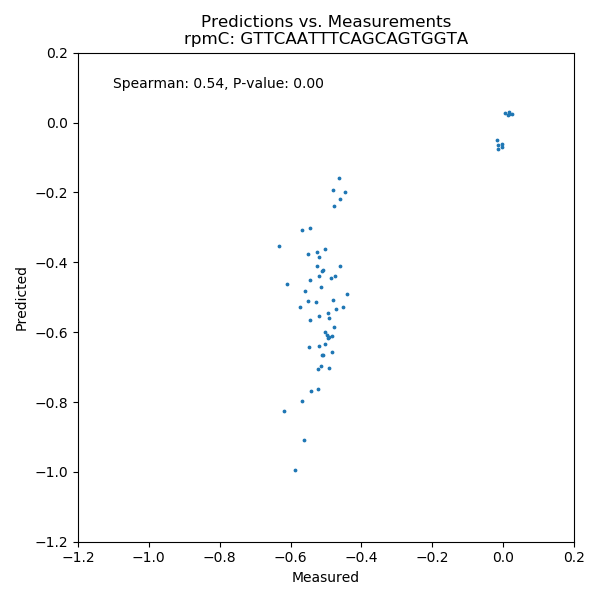 Predictions vs. Measurements
rpmC: GTTCAATTTCAGCAGTGGTA
Spearman: 0.54, P-value: 0.00
0.2
0.0
−0.2
−0.4
−0.6
−0.8
−1.0
−1.2
Predicted
−1.2 −1.0 −0.8 −0.6 −0.4 −0.2 0.0 0.2
Measured